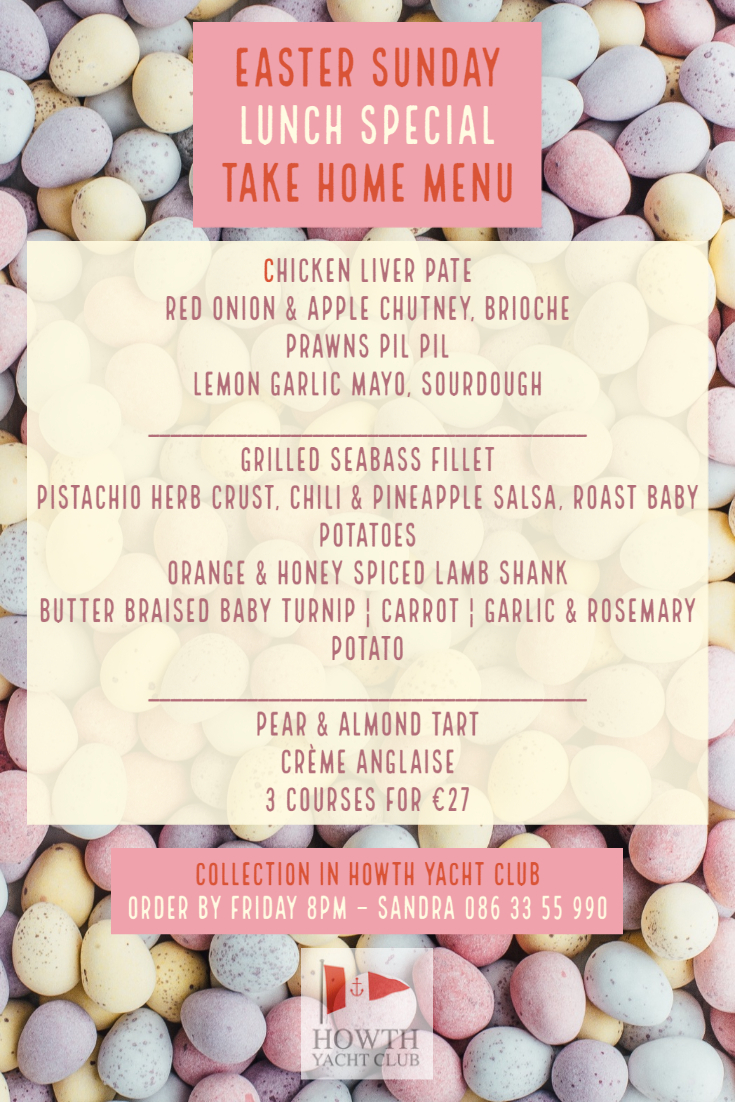 EASTER SUNDAY
LUNCH SPECIAL
TAKE HOME MENU
CHICKEN LIVER PATE
RED ONION & APPLE CHUTNEY, BRIOCHE
PRAWNS PIL PIL
LEMON GARLIC MAYO, SOURDOUGH
GRILLED SEABASS FILLET
PISTACHIO HERB CRUST, CHILI & PINEAPPLE SALSA, ROAST BABY
POTATOES
ORANGE & HONEY SPICED LAMB SHANK
BUTTER BRAISED BABY TURNIP ¦ CARROT ¦ GARLIC & ROSEMARY
POTATO
PEAR & ALMOND TART
CRÈME ANGLAISE
3 COURSES FOR €27
COLLECTION IN HOWTH YACHT CLUB
ORDER BY FRIDAY 8PM – SANDRA 086 33 55 990
HOWTH
YACHT CLUB